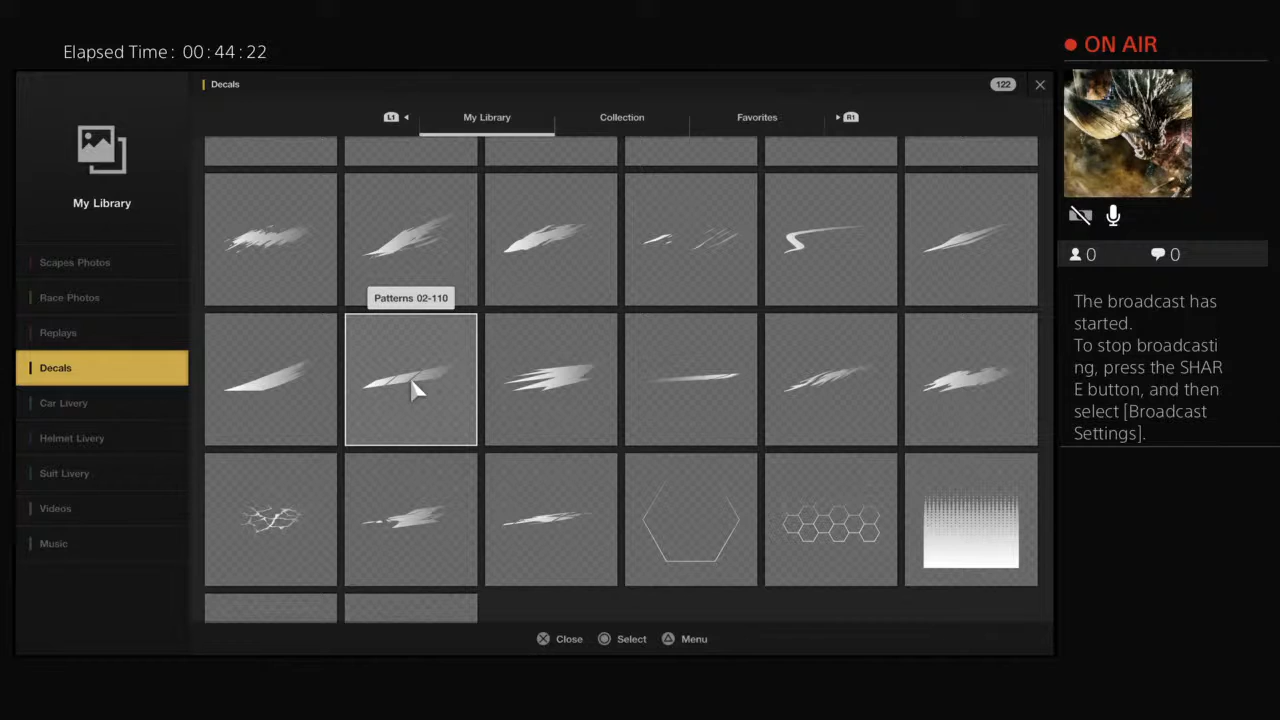 Elapsed Time: 00:44:22
ON AIR
Decals
122
L1
My Library
Collection
Favorites
R1
My Library
Scapes Photos
Race Photos
Replays
Decals
Car Livery
Helmet Livery
Suit Livery
Videos
Music
Patterns 02-110
Close
Select
Menu
0
0
The broadcast has
started.
To stop broadcasti
ng, press the SHAR
E button, and then
select [Broadcast
Settings].